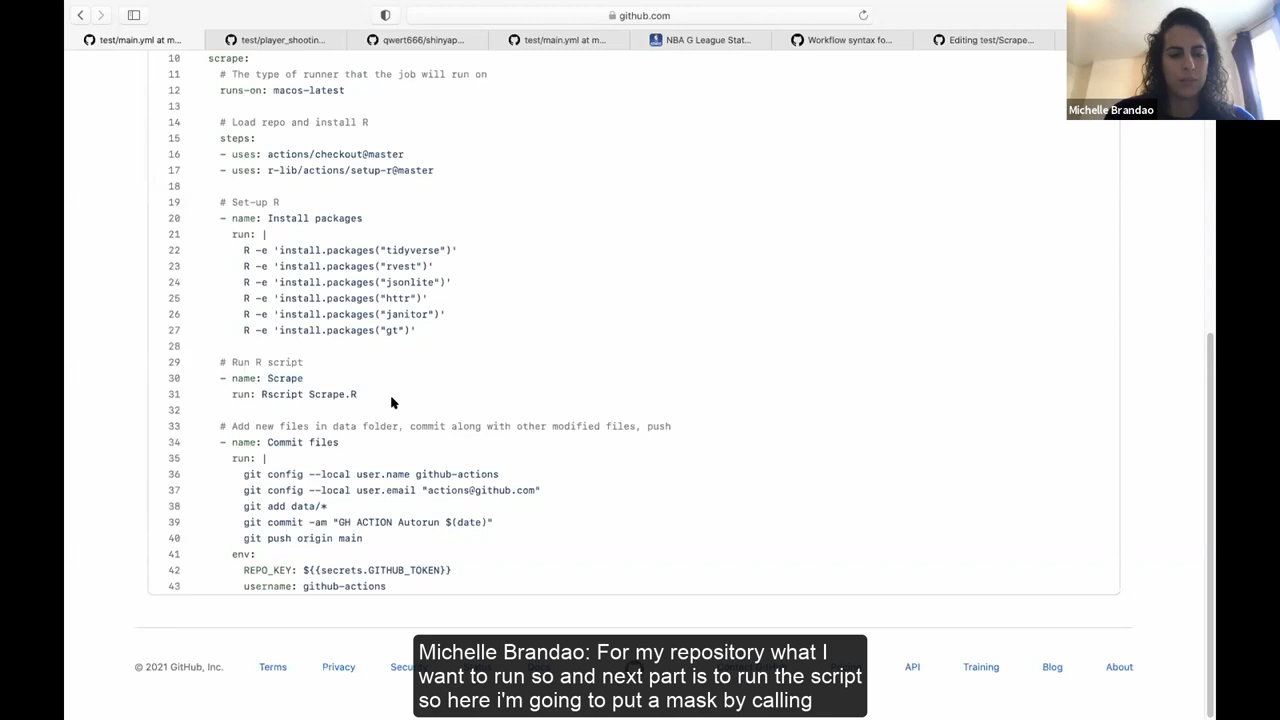 github.com
test/main.yml at m...
test/player_shootin...
qwert666/shinyap...
test/main.yml at m...
NBA G League Stat...
Workflow syntax fo...
Editing test/Scrape...
Michelle Brandao
10 scrape:
11 # The type of runner that the job will run on
12 runs-on: macos-latest
13
14 # Load repo and install R
15 steps:
16 - uses: actions/checkout@master
17 - uses: r-lib/actions/setup-r@master
18
19 # Set-up R
20 - name: Install packages
21 run: |
22 R -e 'install.packages("tidyverse")'
23 R -e 'install.packages("rvest")'
24 R -e 'install.packages("jsonlite")'
25 R -e 'install.packages("httr")'
26 R -e 'install.packages("janitor")'
27 R -e 'install.packages("gt")'
28
29 # Run R script
30 - name: Scrape
31 run: Rscript Scrape.R
32
33 # Add new files in data folder, commit along with other modified files, push
34 - name: Commit files
35 run: |
36 git config --local user.name github-actions
37 git config --local user.email "actions@github.com"
38 git add data/*
39 git commit -am "GH ACTION Autorun $(date)"
40 git push origin main
41 env:
42 REPO_KEY: ${{secrets.GITHUB_TOKEN}}
43 username: github-actions
© 2021 GitHub, Inc. Terms Privacy API Training Blog About
Michelle Brandao: For my repository what I
want to run so and next part is to run the script
so here i'm going to put a mask by calling